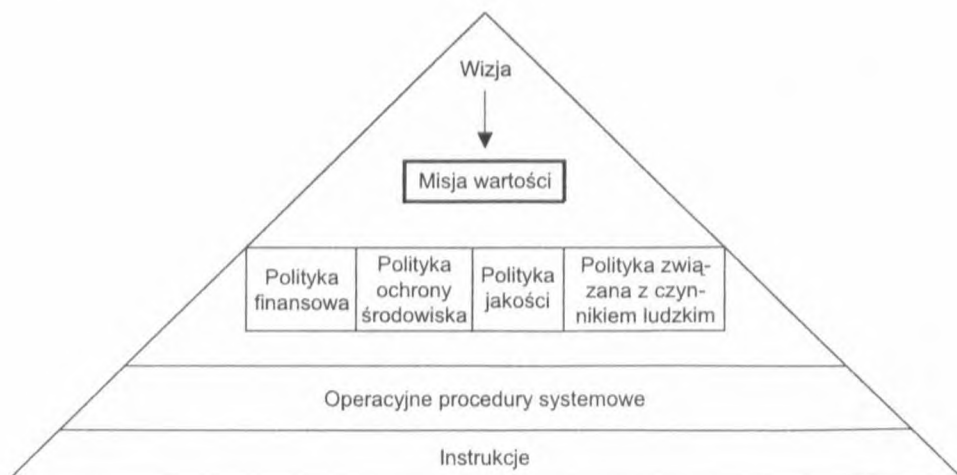 Wizja
Misja wartości
Polityka
finansowa
Polityka
ochrony
środowiska
Polityka
jakości
Polityka zwią-
zana z czyn-
nikiem ludzkim
Operacyjne procedury systemowe
Instrukcje